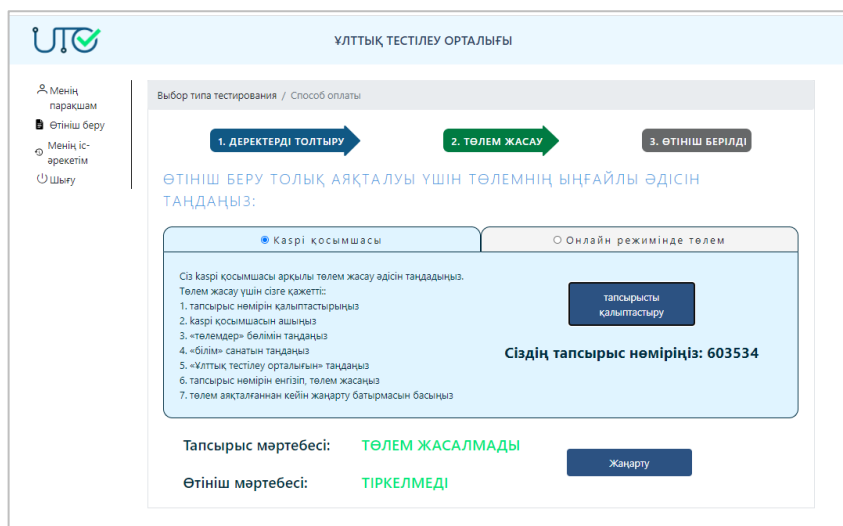 UTO
ҰЛТТЫҚ ТЕСТІЛЕУ ОРТАЛЫҒЫ
Менің
парақшам
Өтініш беру
Менің іс-
әрекетім
Шығу
Выбор типа тестирования / Способ оплаты
1. ДЕРЕКТЕРДІ ТОЛТЫРУ
2. ТӨЛЕМ ЖАСАУ
3. ӨТІНІШ БЕРІЛДІ
ӨТІНІШ БЕРУ ТОЛЫҚ АЯҚТАЛУЫ ҮШІН ТӨЛЕМНІҢ ЫҢҒАЙЛЫ ӘДІСІН
ТАҢДАҢЫЗ:
Kaspi қосымшасы
Онлайн режимінде төлем
Сіз kaspi қосымшасы арқылы төлем жасау әдісін таңдадыңыз.
Төлем жасау үшін сізге қажетті::
1. тапсырыс нөмірін қалыптастырыңыз
2. kaspi қосымшасын ашыңыз
3. «төлемдер» бөлімін таңдаңыз
4. «білім» санатын таңдаңыз
5. «Ұлттық тестілеу орталығын» таңдаңыз
6. тапсырыс нөмірін енгізіп, төлем жасаңыз
7. төлем аяқталғаннан кейін жаңарту батырмасын басыңыз
тапсырысты
қалыптастыру
Сіздің тапсырыс нөміріңіз: 603534
Тапсырыс мәртебесі: ТӨЛЕМ ЖАСАЛМАДЫ
Жаңарту
Өтініш мәртебесі: ТІРКЕЛМЕДІ